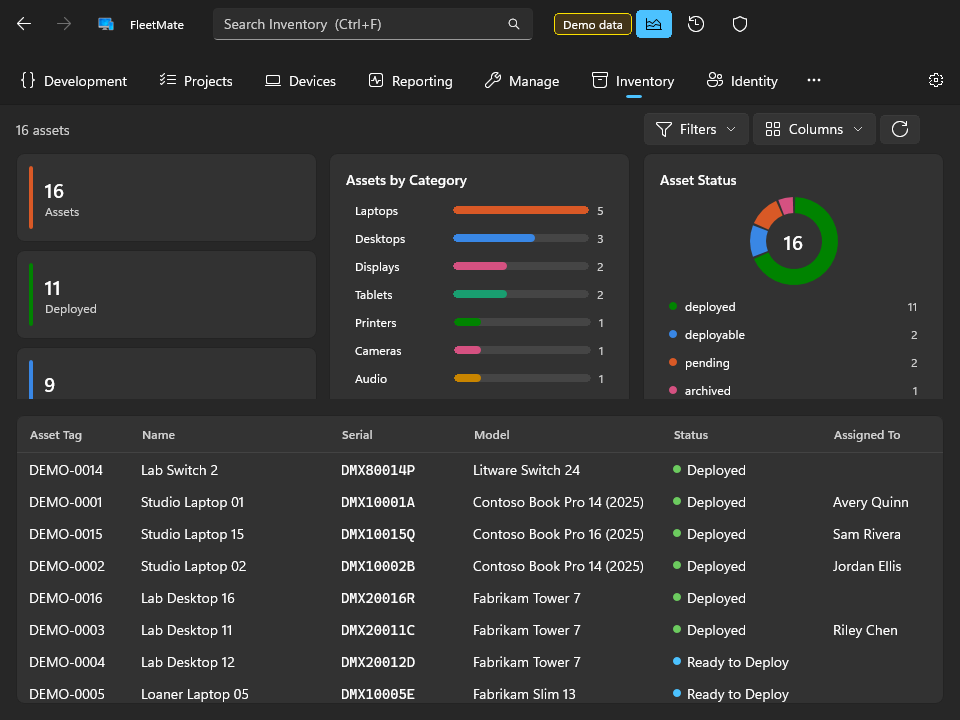 FleetMate
Search Inventory (Ctrl+F)
Demo data
Development
Projects
Devices
Reporting
Manage
Inventory
Identity
16 assets
Filters
Columns
16
Assets
11
Deployed
9
Assets by Category
Laptops 5
Desktops 3
Displays 2
Tablets 2
Printers 1
Cameras 1
Audio 1
Asset Status
16
deployed 11
deployable 2
pending 2
archived 1
Asset Tag Name Serial Model Status Assigned To
DEMO-0014 Lab Switch 2 DMX80014P Litware Switch 24 Deployed
DEMO-0001 Studio Laptop 01 DMX10001A Contoso Book Pro 14 (2025) Deployed Avery Quinn
DEMO-0015 Studio Laptop 15 DMX10015Q Contoso Book Pro 16 (2025) Deployed Sam Rivera
DEMO-0002 Studio Laptop 02 DMX10002B Contoso Book Pro 14 (2025) Deployed Jordan Ellis
DEMO-0016 Lab Desktop 16 DMX20016R Fabrikam Tower 7 Deployed
DEMO-0003 Lab Desktop 11 DMX20011C Fabrikam Tower 7 Deployed Riley Chen
DEMO-0004 Lab Desktop 12 DMX20012D Fabrikam Tower 7 Ready to Deploy
DEMO-0005 Loaner Laptop 05 DMX10005E Fabrikam Slim 13 Ready to Deploy